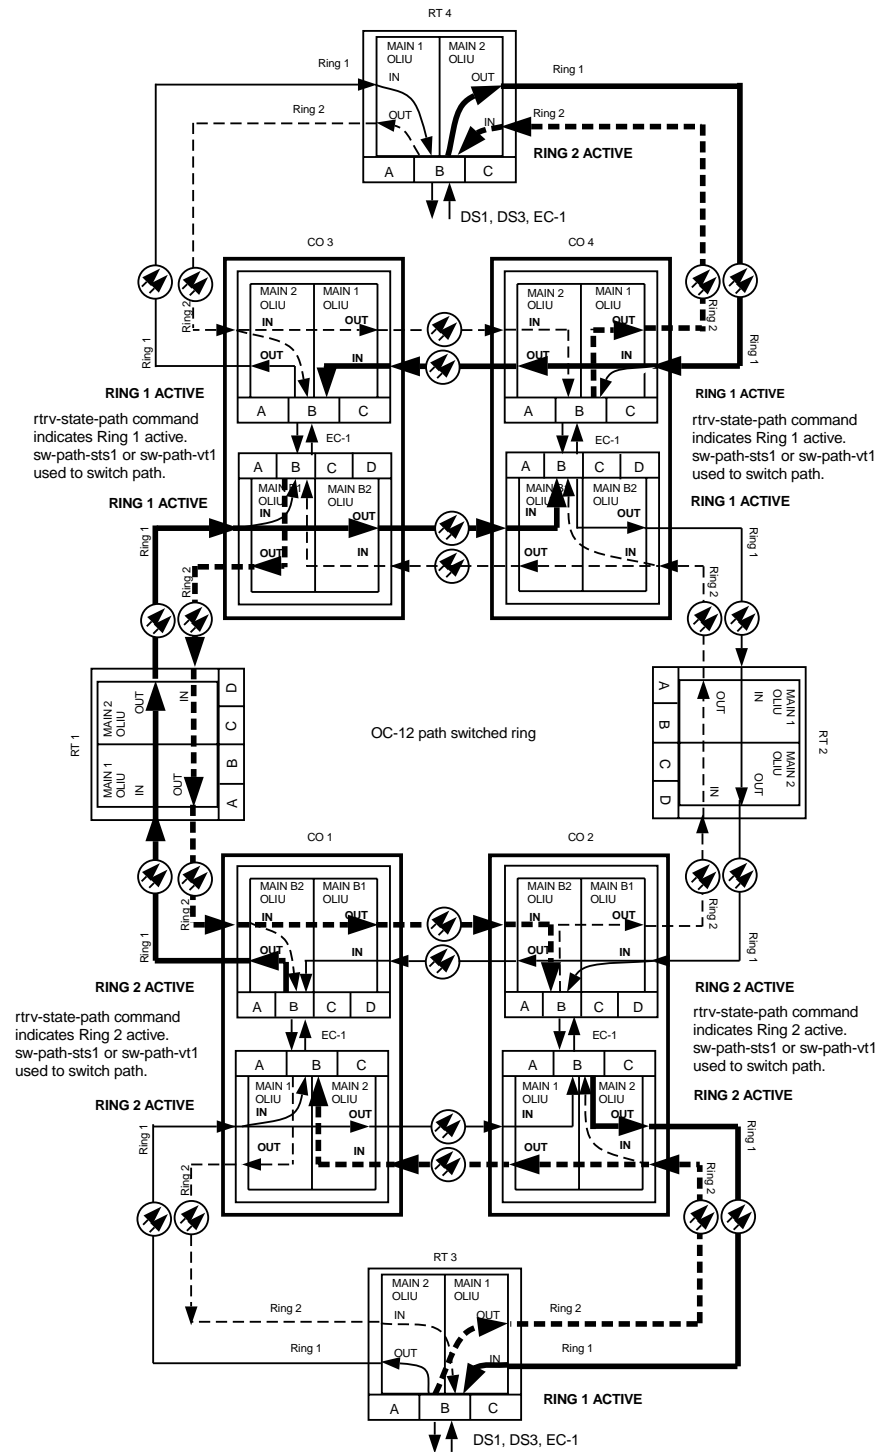 RT 4
MAIN 1 OLIU
MAIN 2 OLIU
Ring 1
IN
OUT
Ring 1
Ring 2
OUT
IN
Ring 2
RING 2 ACTIVE
A B C
DS1, DS3, EC-1
CO 3
CO 4
MAIN 2 OLIU
MAIN 1 OLIU
MAIN 2 OLIU
MAIN 1 OLIU
Ring 2
IN
OUT
IN
OUT
Ring 2
Ring 1
OUT
IN
OUT
IN
Ring 1
RING 1 ACTIVE
A B C
A B C
RING 1 ACTIVE
rtrv-state-path command
indicates Ring 1 active.
sw-path-sts1 or sw-path-vt1
used to switch path.
EC-1
EC-1
rtrv-state-path command
indicates Ring 1 active.
sw-path-sts1 or sw-path-vt1
used to switch path.
A B C D
A B C D
RING 1 ACTIVE
MAIN B1 OLIU
MAIN B2 OLIU
MAIN B1 OLIU
MAIN B2 OLIU
RING 1 ACTIVE
Ring 1
IN
OUT
IN
OUT
Ring 1
Ring 2
OUT
IN
OUT
IN
Ring 2
RT 1
MAIN 2 OLIU
OUT
IN
MAIN 1 OLIU
IN
OUT
D
C
B
A
OC-12 path switched ring
A
B
C
D
OUT
IN
MAIN 1 OLIU
IN
OUT
MAIN 2 OLIU
RT 2
CO 1
CO 2
MAIN B2 OLIU
MAIN B1 OLIU
MAIN B2 OLIU
MAIN B1 OLIU
Ring 2
IN
OUT
IN
OUT
Ring 2
Ring 1
OUT
IN
OUT
IN
Ring 1
RING 2 ACTIVE
A B C D
A B C D
RING 2 ACTIVE
rtrv-state-path command
indicates Ring 2 active.
sw-path-sts1 or sw-path-vt1
used to switch path.
EC-1
EC-1
rtrv-state-path command
indicates Ring 2 active.
sw-path-sts1 or sw-path-vt1
used to switch path.
A B C
A B C
RING 2 ACTIVE
MAIN 1 OLIU
MAIN 2 OLIU
MAIN 1 OLIU
MAIN 2 OLIU
RING 2 ACTIVE
Ring 1
IN
OUT
IN
OUT
Ring 1
Ring 2
OUT
IN
OUT
IN
Ring 2
RT 3
MAIN 2 OLIU
MAIN 1 OLIU
Ring 2
IN
OUT
Ring 2
Ring 1
OUT
IN
Ring 1
RING 1 ACTIVE
A B C
DS1, DS3, EC-1